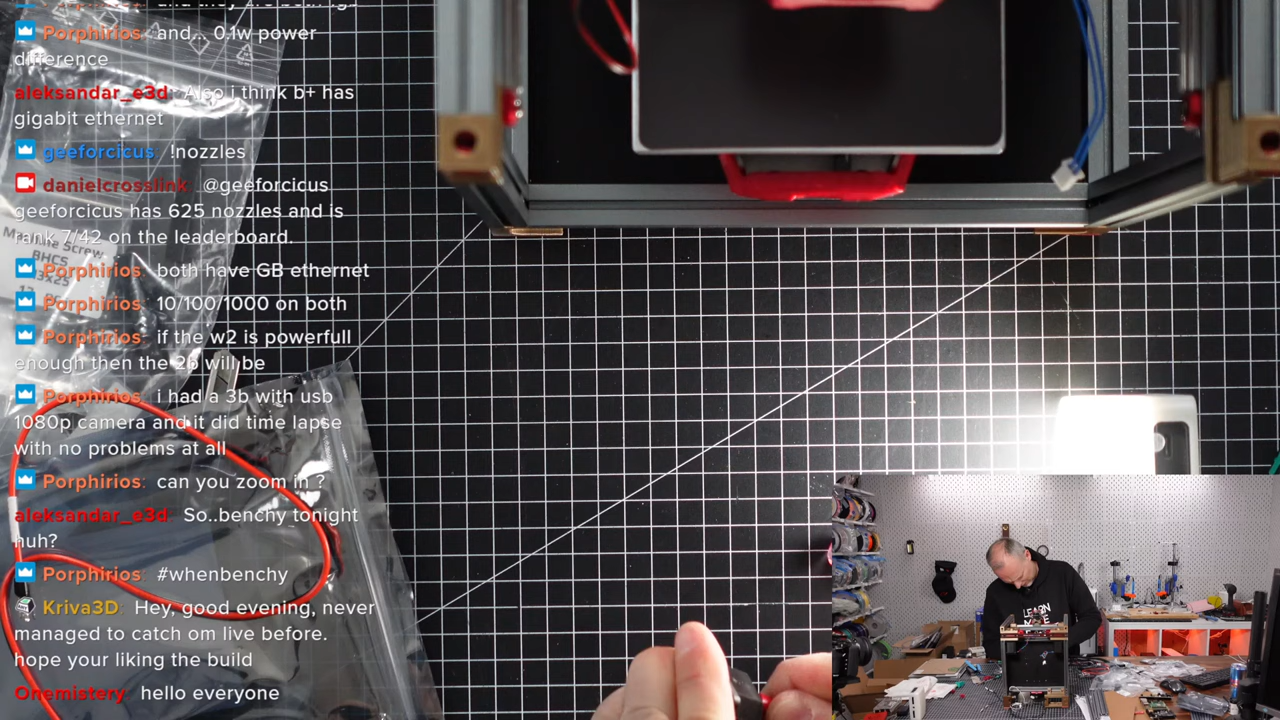 Porphirios: and... 0.1w power
difference
aleksandar_e3d: Also i think b+ has
gigabit ethernet
geeforcicus: !nozzles
danielcrosslink: @geeforcicus
geeforcicus has 625 nozzles and is
rank 7/42 on the leaderboard.
Porphirios: both have GB ethernet
Porphirios: 10/100/1000 on both
Porphirios: if the w2 is powerfull
enough then the 2b will be
Porphirios: i had a 3b with usb
1080p camera and it did time lapse
with no problems at all
Porphirios: can you zoom in ?
aleksandar_e3d: So..benchy tonight
huh?
Porphirios: #whenbenchy
Kriva3D: Hey, good evening, never
managed to catch om live before.
hope your liking the build
Ohemistery: hello everyone
Machine Screw
BHCS
LEARN